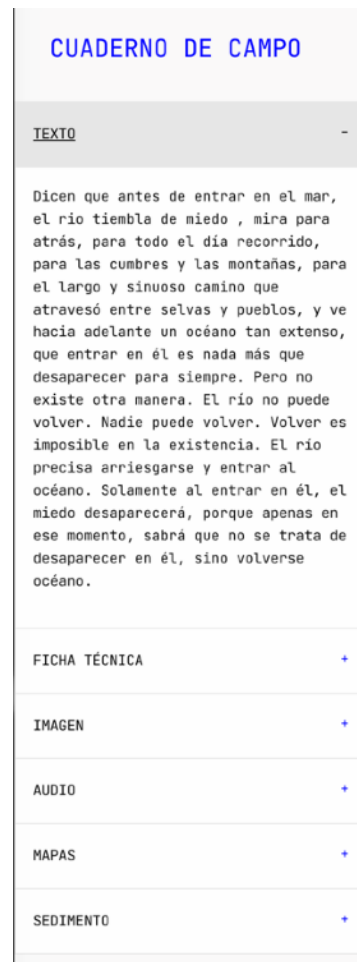 CUADERNO DE CAMPO
TEXTO -
Dicen que antes de entrar en el mar,
el rio tiembla de miedo , mira para
atrás, para todo el día recorrido,
para las cumbres y las montañas, para
el largo y sinuoso camino que
atravesó entre selvas y pueblos, y ve
hacia adelante un océano tan extenso,
que entrar en él es nada más que
desaparecer para siempre. Pero no
existe otra manera. El río no puede
volver. Nadie puede volver. Volver es
imposible en la existencia. El río
precisa arriesgarse y entrar al
océano. Solamente al entrar en él, el
miedo desaparecerá, porque apenas en
ese momento, sabrá que no se trata de
desaparecer en él, sino volverse
océano.
FICHA TÉCNICA +
IMAGEN +
AUDIO +
MAPAS +
SEDIMENTO +